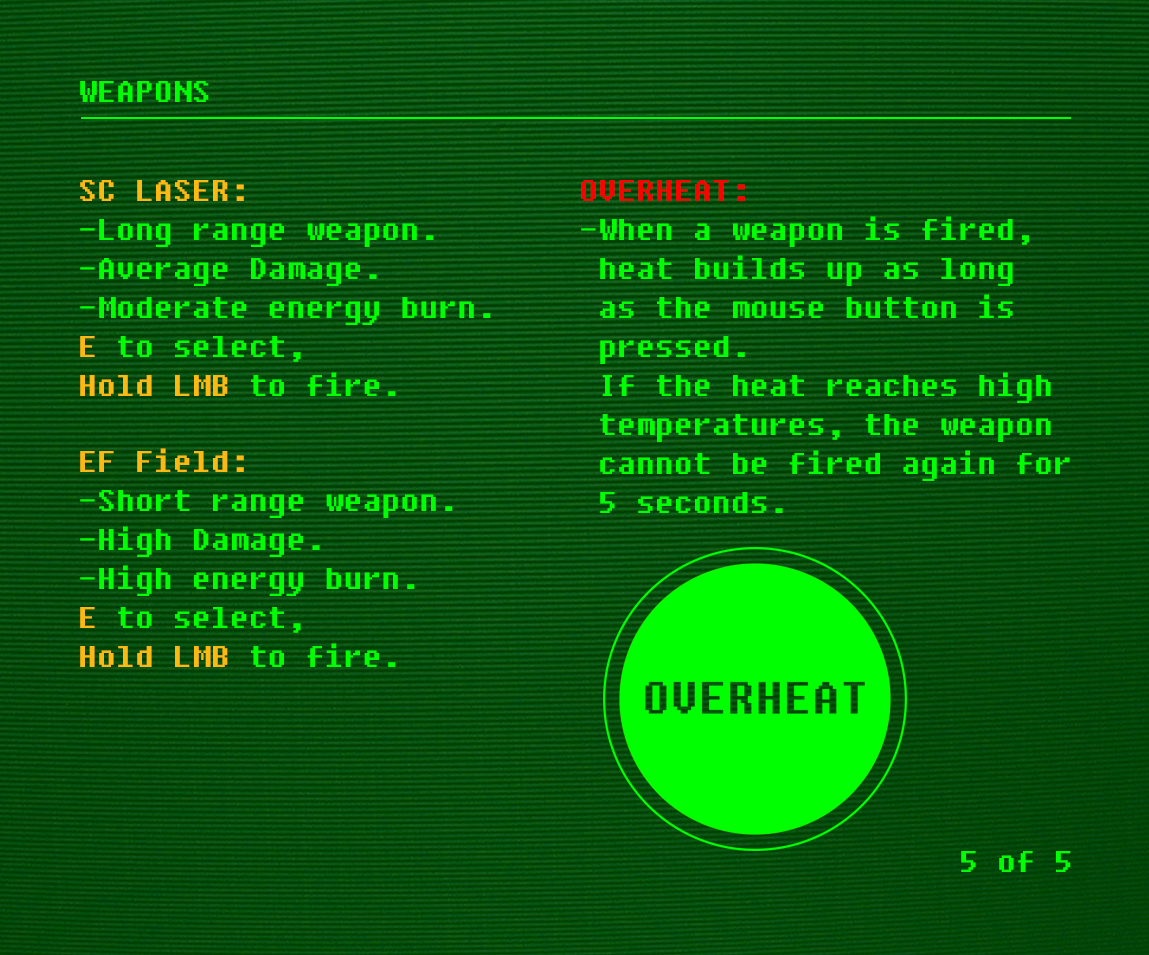 WEAPONS
SC LASER:
-Long range weapon.
-Average Damage.
-Moderate energy burn.
E to select,
Hold LMB to fire.
EF Field:
-Short range weapon.
-High Damage.
-High energy burn.
E to select,
Hold LMB to fire.
OVERHEAT:
-When a weapon is fired,
heat builds up as long
as the mouse button is
pressed.
If the heat reaches high
temperatures, the weapon
cannot be fired again for
5 seconds.
OVERHEAT
5 of 5